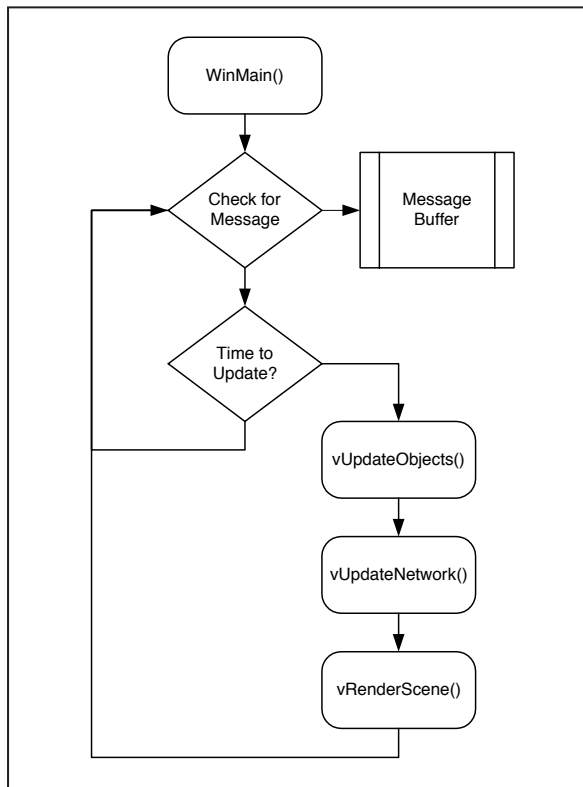 WinMain()
Check for
Message
Message
Buffer
Time to
Update?
vUpdateObjects()
vUpdateNetwork()
vRenderScene()